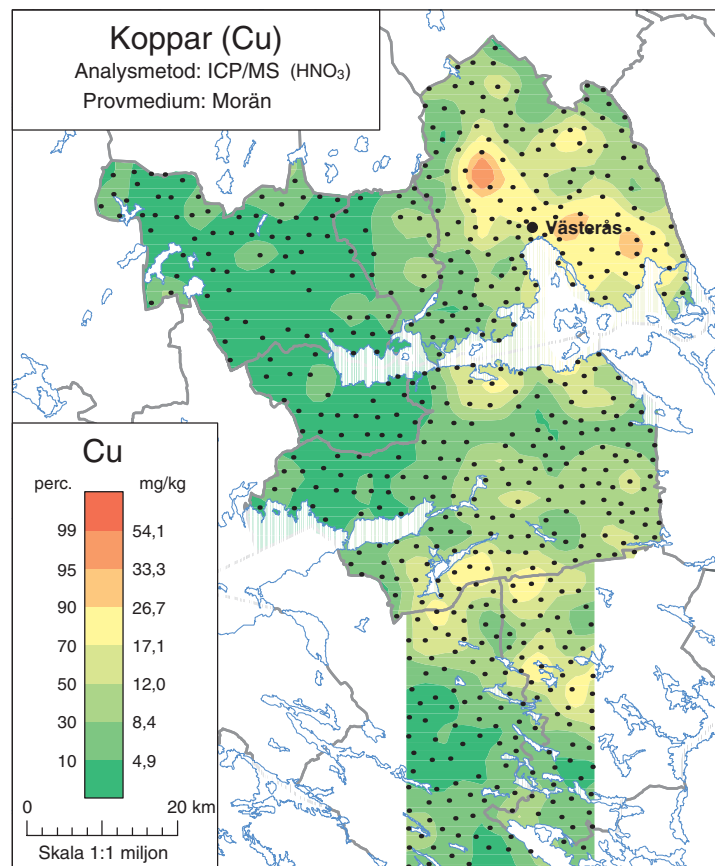 Koppar (Cu)
Analysmetod: ICP/MS (HNO₃)
Provmedium: Morän
Västerås
Cu
perc. mg/kg
99 54,1
95 33,3
90 26,7
70 17,1
50 12,0
30 8,4
10 4,9
0 20 km
Skala 1:1 miljon